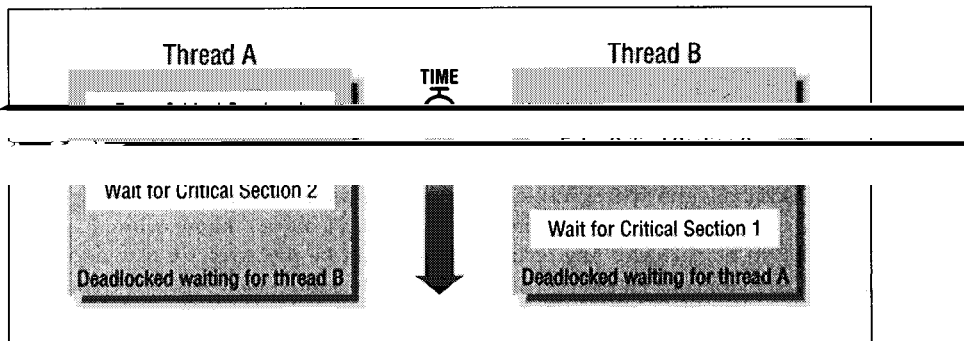 Thread A
Thread B
TIME
Wait for Critical Section 2
Wait for Critical Section 1
Deadlocked waiting for thread B
Deadlocked waiting for thread A